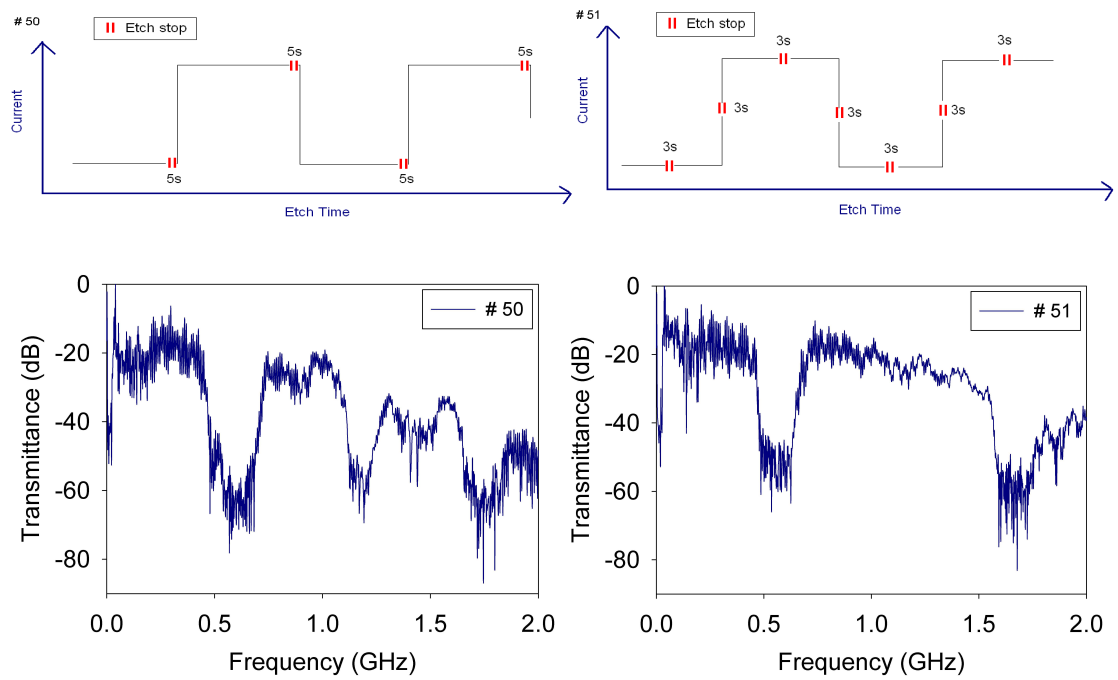 # 50
Etch stop
5s
5s
5s
5s
Current
Etch Time
# 51
Etch stop
3s
3s
3s
3s
3s
3s
3s
Current
Etch Time
# 50
0
-20
-40
-60
-80
Transmittance (dB)
0.0 0.5 1.0 1.5 2.0
Frequency (GHz)
# 51
0
-20
-40
-60
-80
Transmittance (dB)
0.0 0.5 1.0 1.5 2.0
Frequency (GHz)